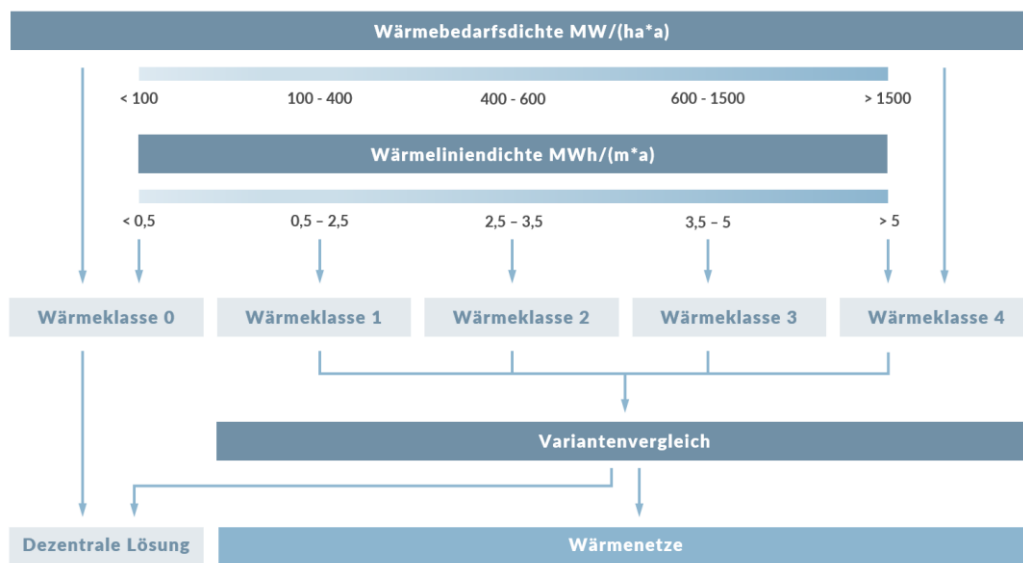 Wärmebedarfsdichte MW/(ha*a)
< 100 100 - 400 400 - 600 600 - 1500 > 1500
Wärmeliniendichte MWh/(m*a)
< 0,5 0,5 – 2,5 2,5 – 3,5 3,5 – 5 > 5
Wärmeklasse 0 Wärmeklasse 1 Wärmeklasse 2 Wärmeklasse 3 Wärmeklasse 4
Variantenvergleich
Dezentrale Lösung Wärmenetze